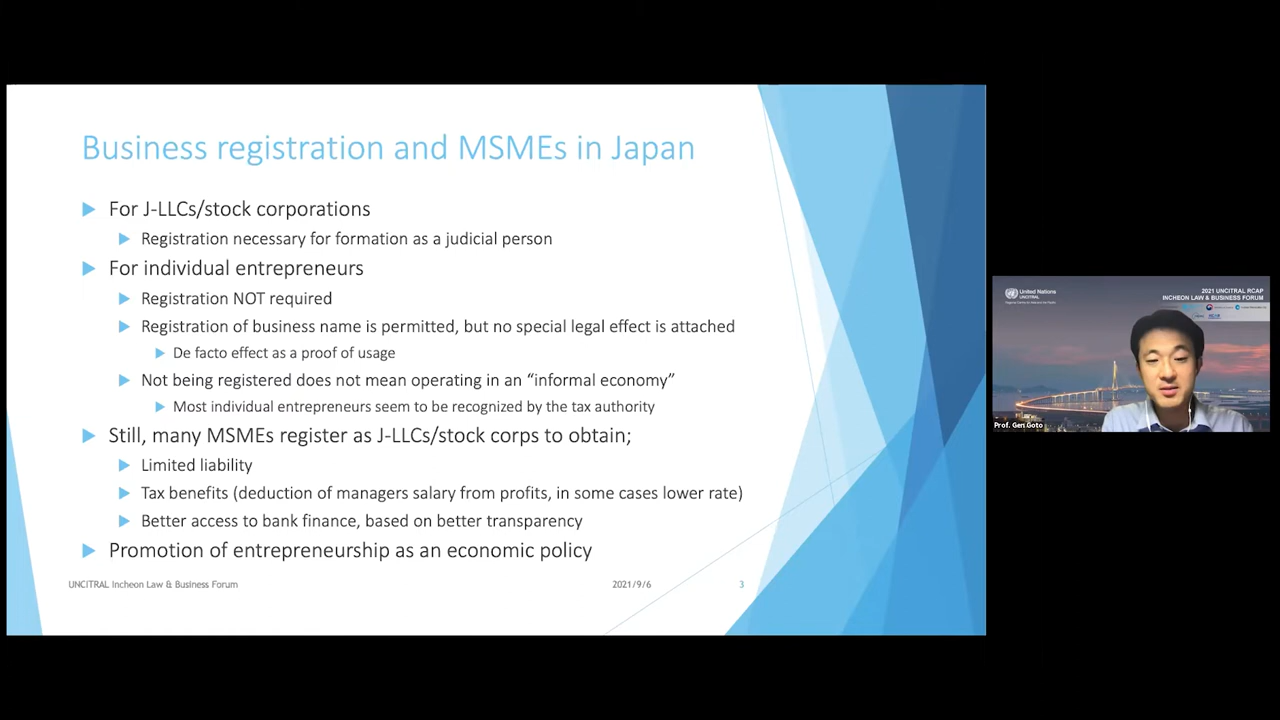 Business registration and MSMEs in Japan
For J-LLCs/stock corporations
Registration necessary for formation as a judicial person
For individual entrepreneurs
Registration NOT required
Registration of business name is permitted, but no special legal effect is attached
De facto effect as a proof of usage
Not being registered does not mean operating in an “informal economy”
Most individual entrepreneurs seem to be recognized by the tax authority
Still, many MSMEs register as J-LLCs/stock corps to obtain;
Limited liability
Tax benefits (deduction of managers salary from profits, in some cases lower rate)
Better access to bank finance, based on better transparency
Promotion of entrepreneurship as an economic policy
UNCITRAL Incheon Law & Business Forum
2021/9/6
3
United Nations
UNCITRAL
2021 UNCITRAL RCAP
INCHEON LAW & BUSINESS FORUM
Prof. Gen Goto